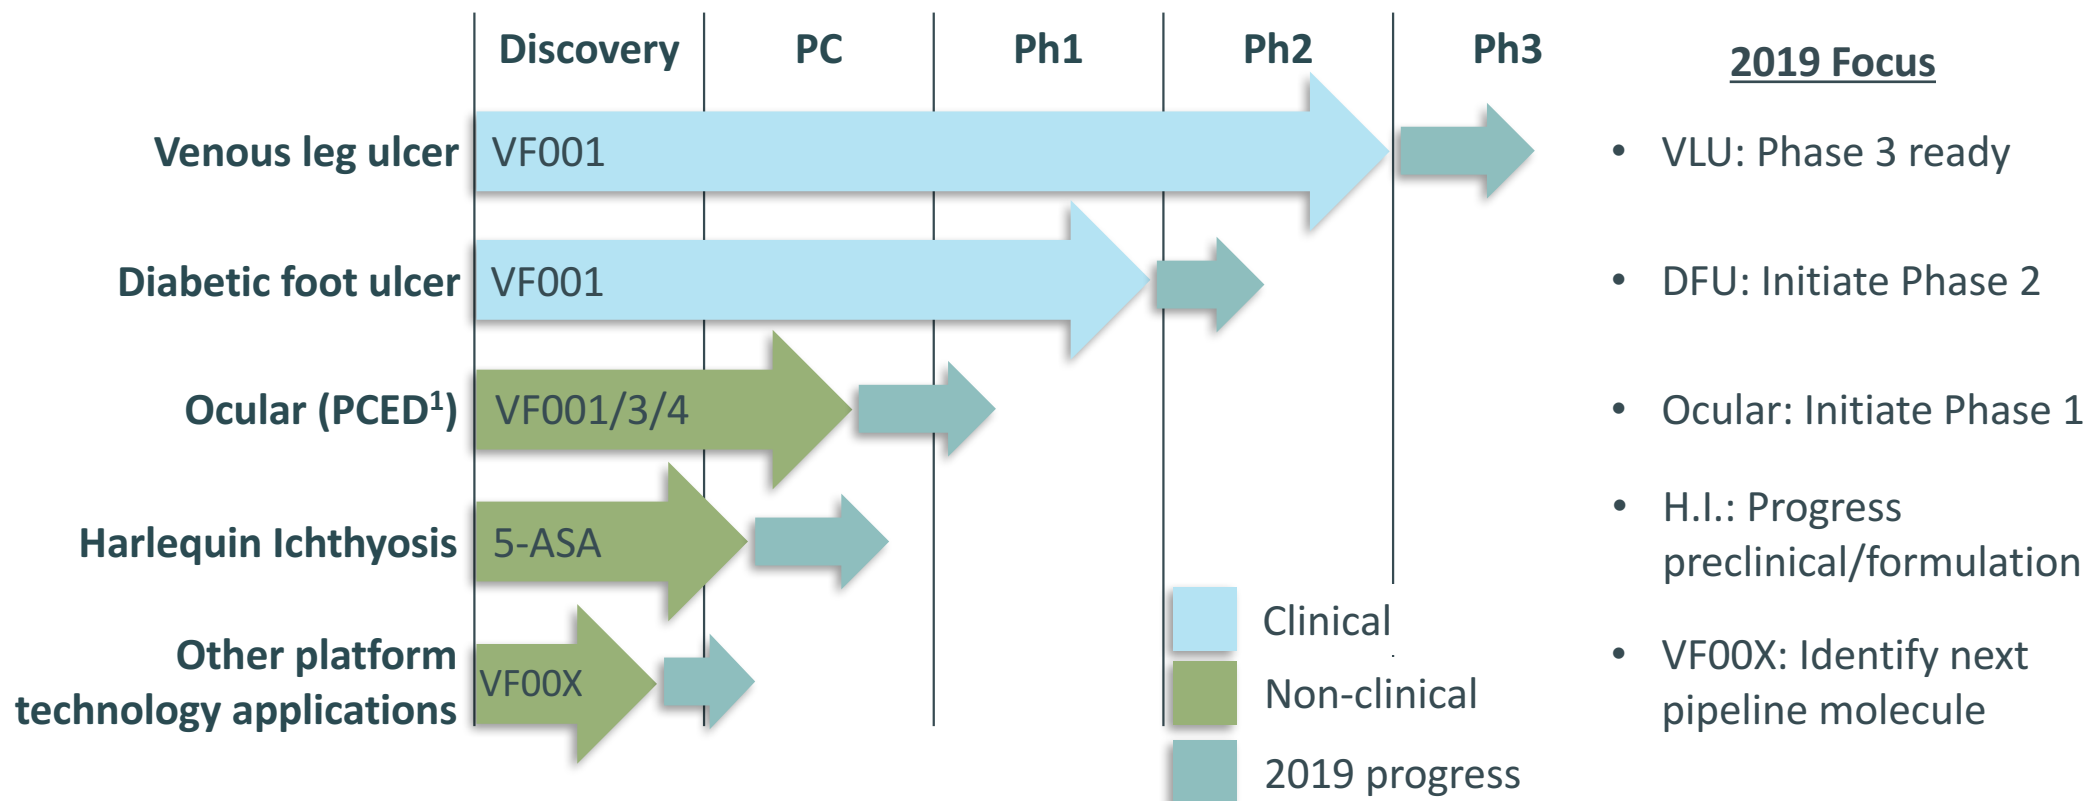 Discovery PC Ph1 Ph2 Ph3
2019 Focus
Venous leg ulcer
VF001
• VLU: Phase 3 ready
Diabetic foot ulcer
VF001
• DFU: Initiate Phase 2
Ocular (PCED¹)
VF001/3/4
• Ocular: Initiate Phase 1
Harlequin Ichthyosis
5-ASA
• H.I.: Progress
preclinical/formulation
Other platform
technology applications
VF00X
• VF00X: Identify next
pipeline molecule
Clinical
Non-clinical
2019 progress